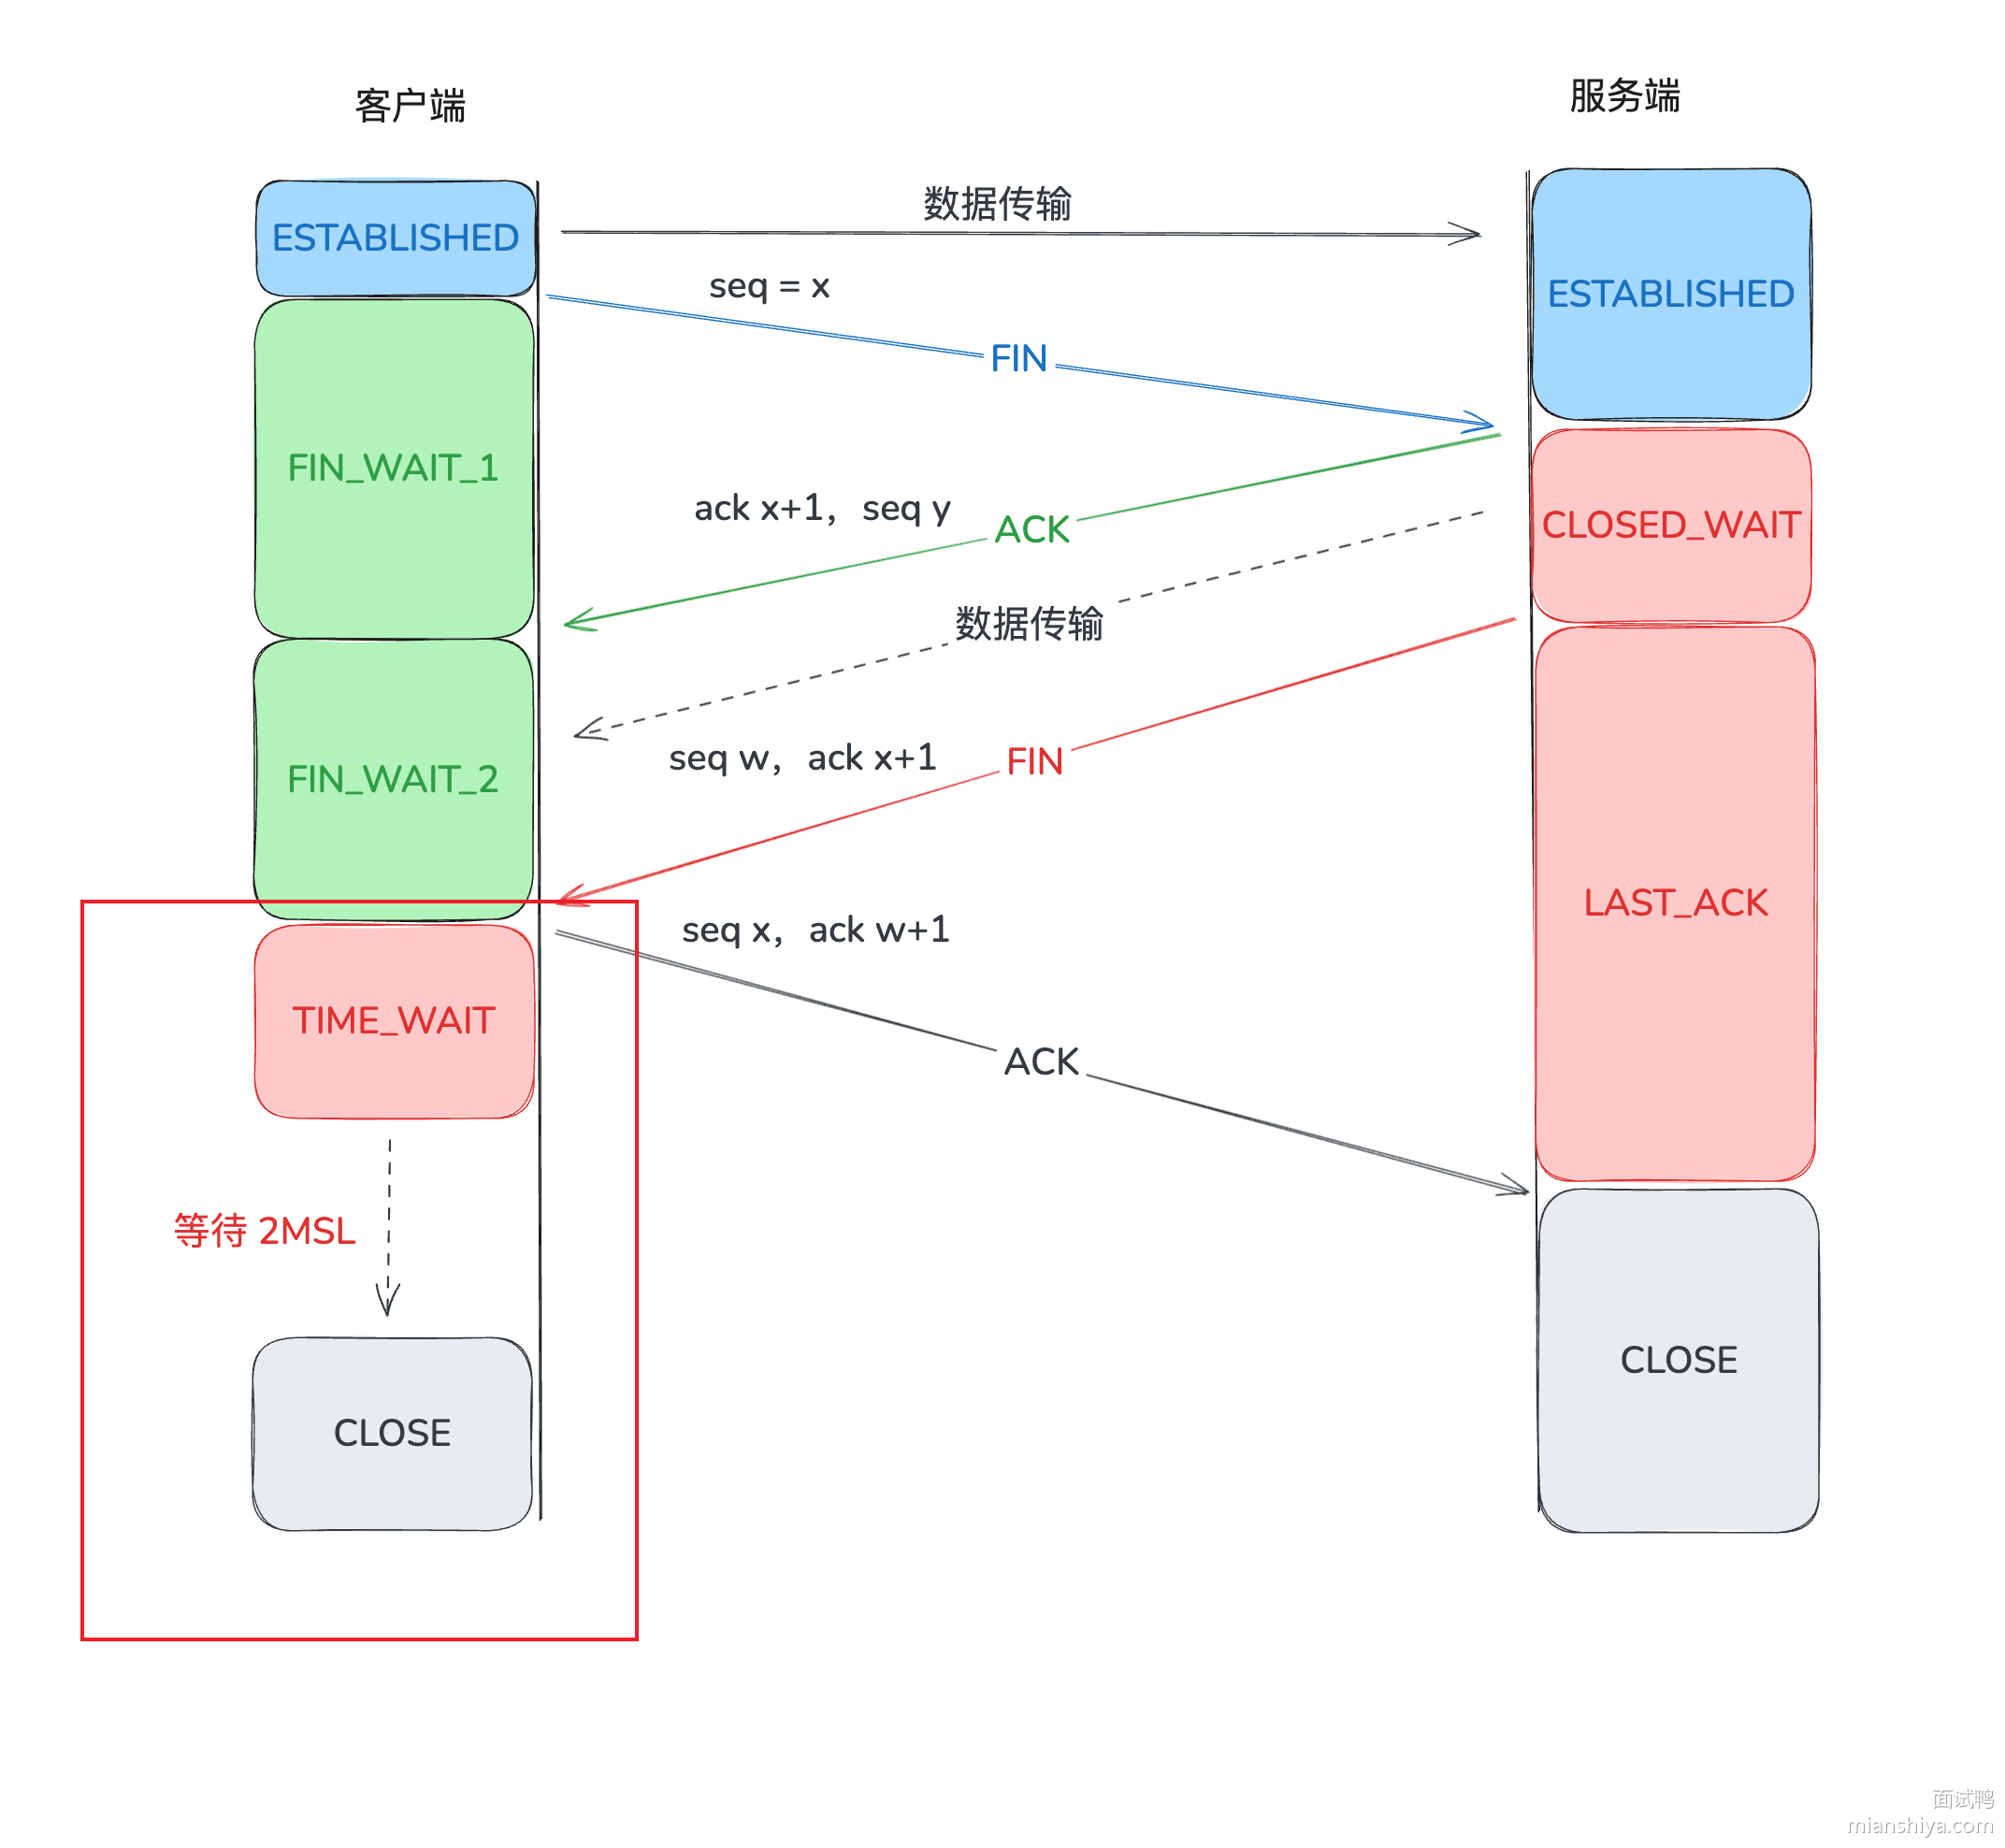 客户端
服务端
数据传输
ESTABLISHED
seq = x
ESTABLISHED
FIN
FIN_WAIT_1
ack x+1，seq y
ACK
CLOSED_WAIT
数据传输
seq w，ack x+1
FIN
FIN_WAIT_2
LAST_ACK
seq x，ack w+1
TIME_WAIT
ACK
等待 2MSL
CLOSE
CLOSE
面试鸭
mianshiya.com